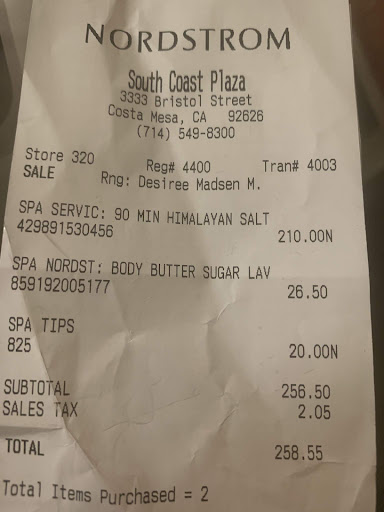 NORDSTROM
South Coast Plaza
3333 Bristol Street
Costa Mesa, CA 92626
(714) 549-8300
Store 320 Reg# 4400 Tran# 4003
SALE Rng: Desiree Madsen M.
SPA SERVIC: 90 MIN HIMALAYAN SALT
429891530456 210.00N
SPA NORDST: BODY BUTTER SUGAR LAV
859192005177 26.50
SPA TIPS
825 20.00N
SUBTOTAL 256.50
SALES TAX 2.05
TOTAL 258.55
Total Items Purchased = 2